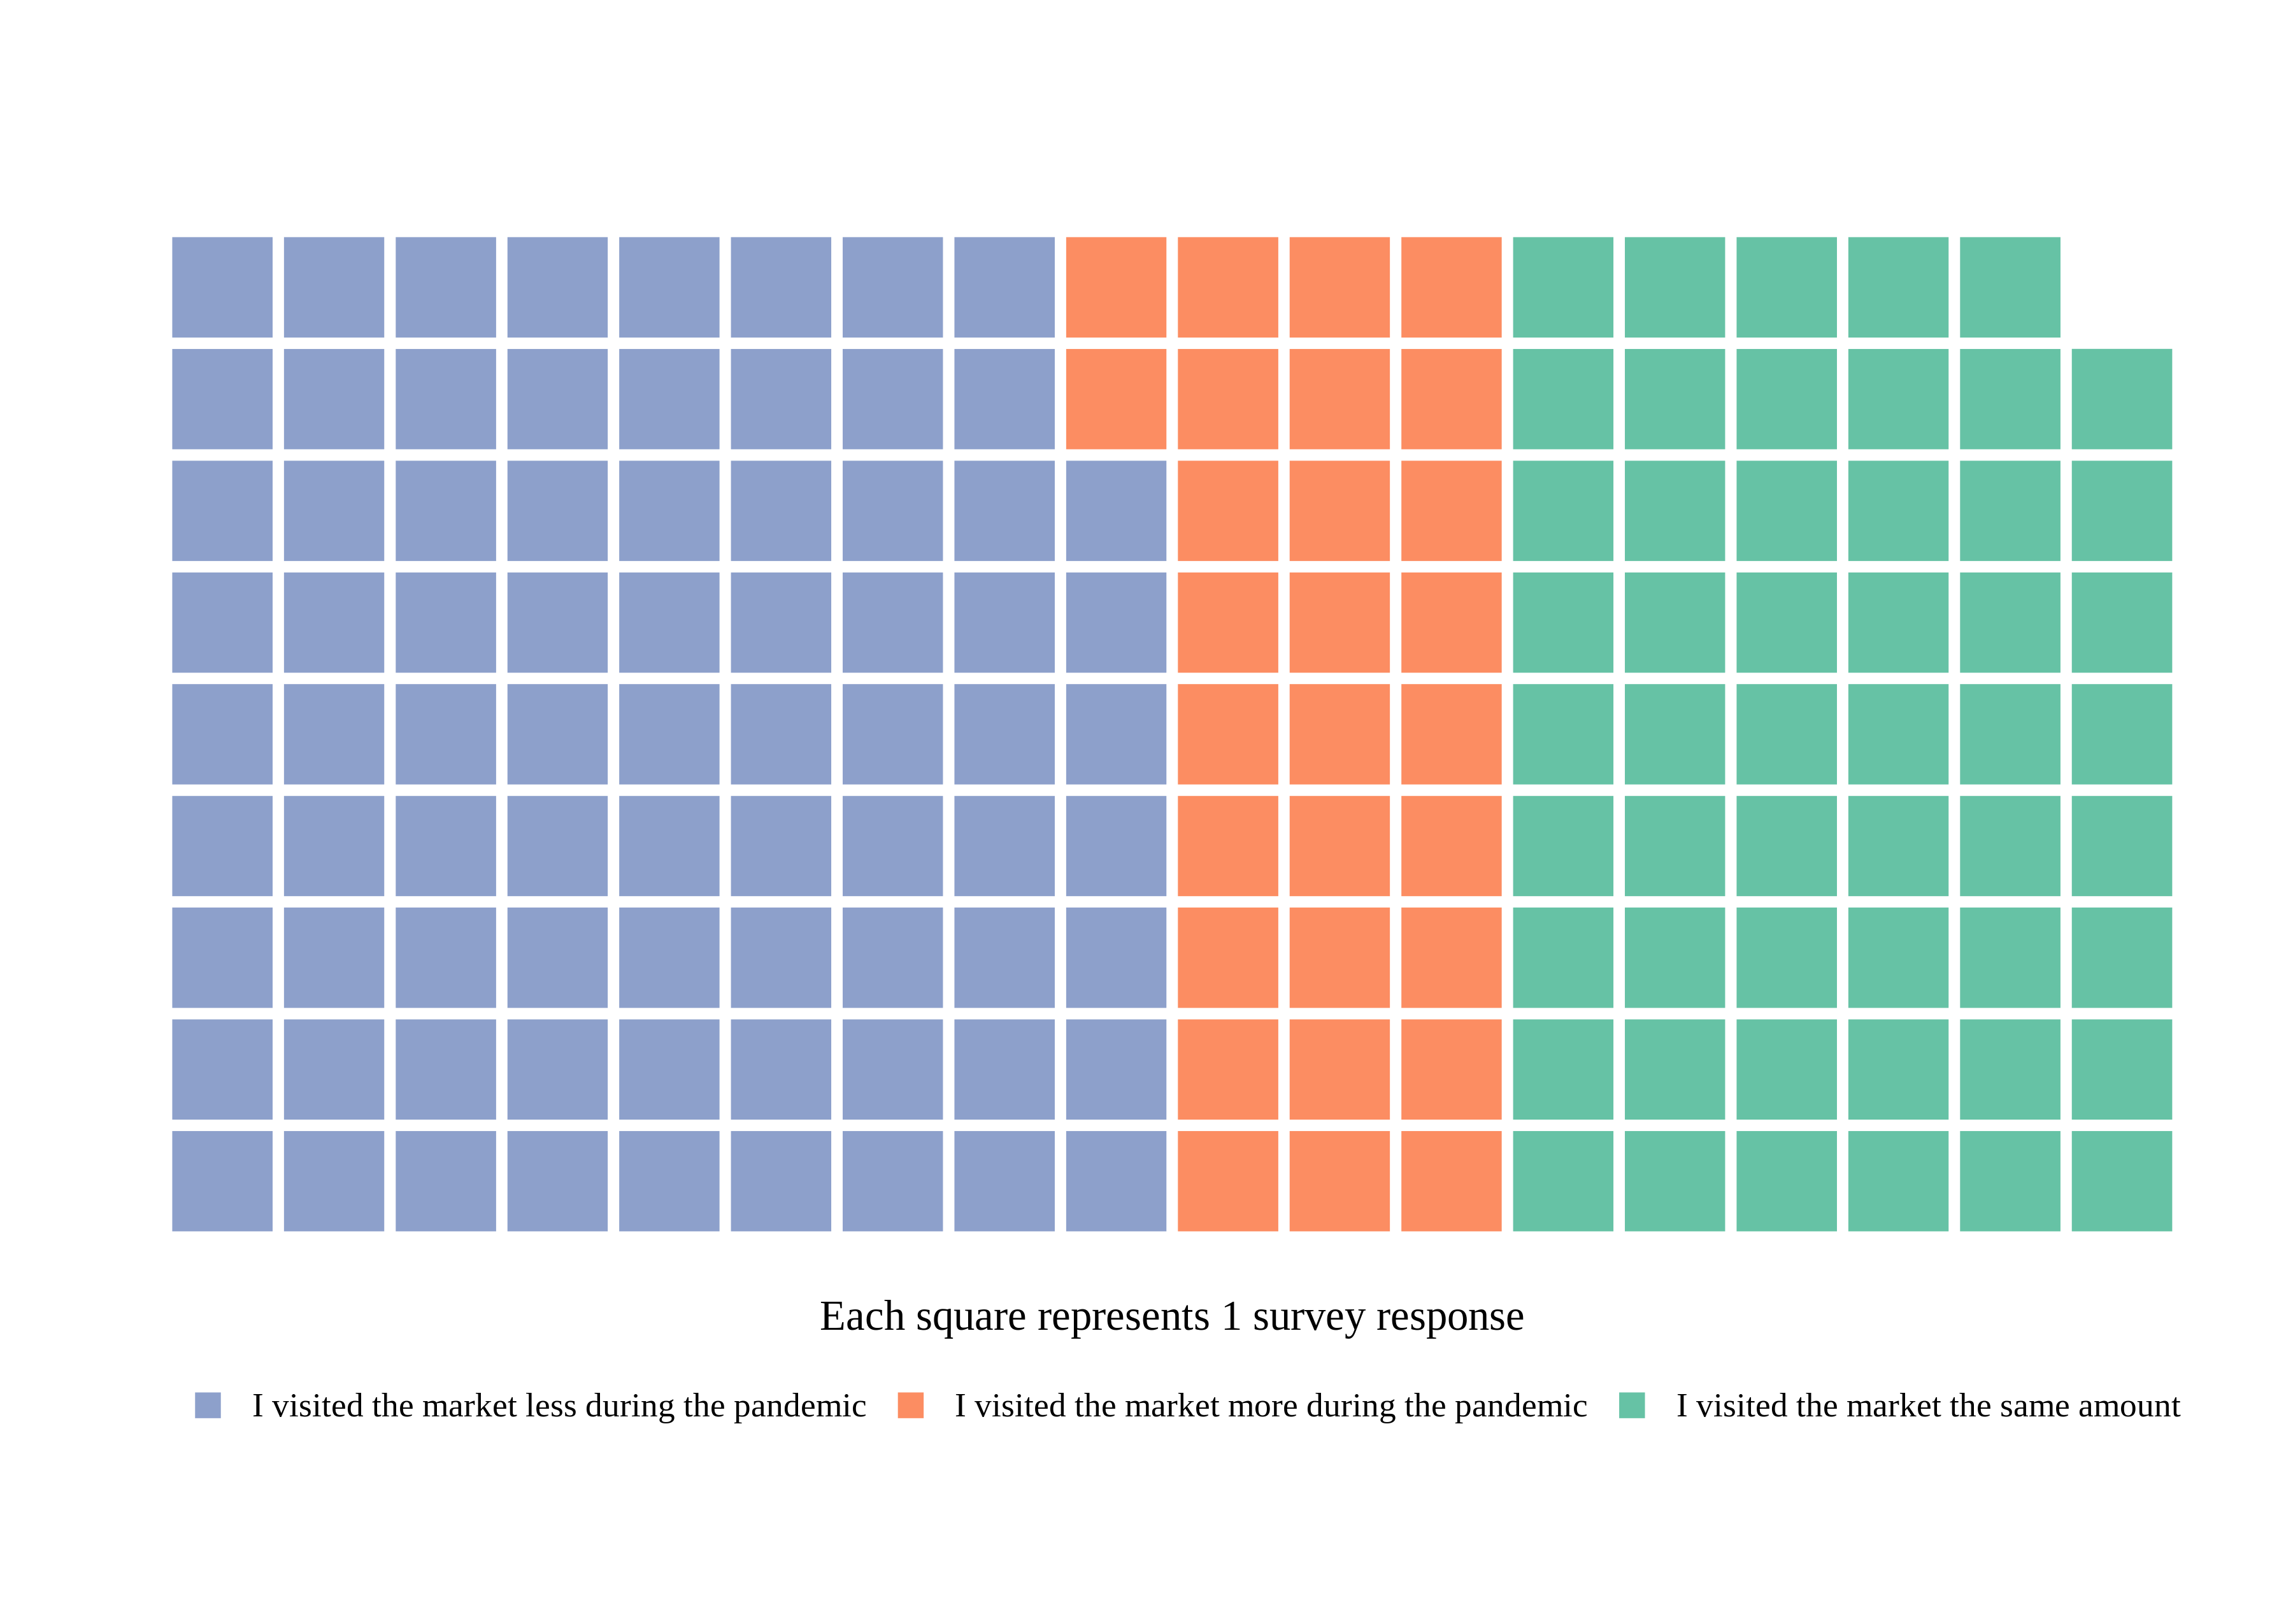 Each square represents 1 survey response
I visited the market less during the pandemic I visited the market more during the pandemic I visited the market the same amount